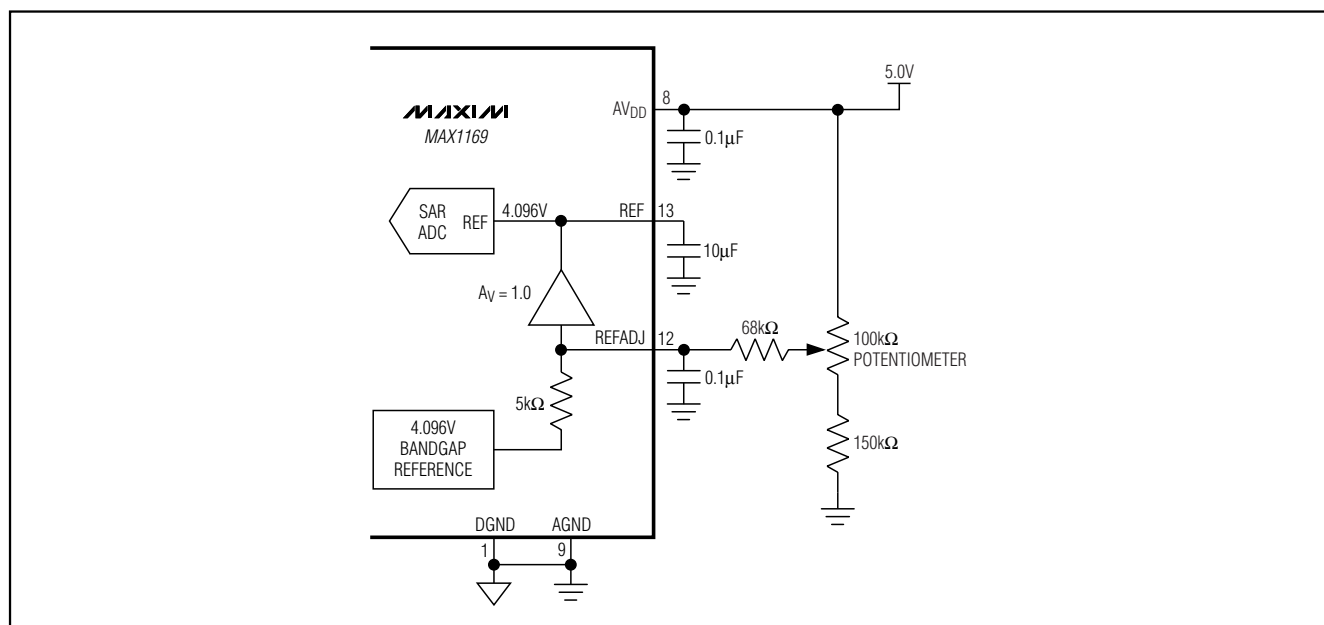 5.0V
8
AVDD
MAXIM
MAX1169
0.1µF
SAR
ADC
REF
4.096V
REF
13
10µF
AV = 1.0
REFADJ
12
68kΩ
100kΩ
POTENTIOMETER
0.1µF
5kΩ
4.096V
BANDGAP
REFERENCE
150kΩ
DGND
AGND
1
9